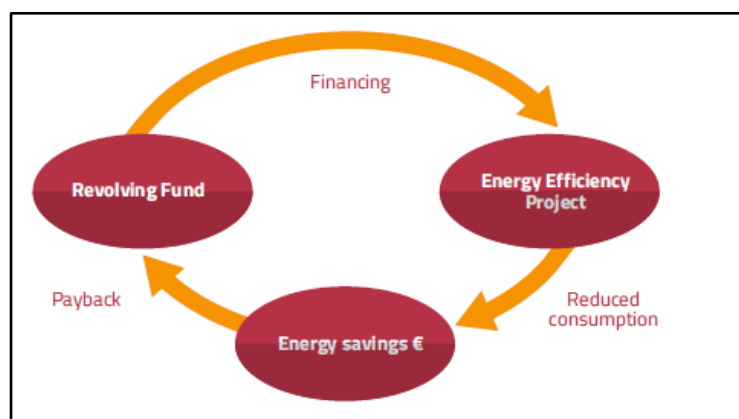 Financing
Revolving Fund
Energy Efficiency
Project
Payback
Reduced
consumption
Energy savings €